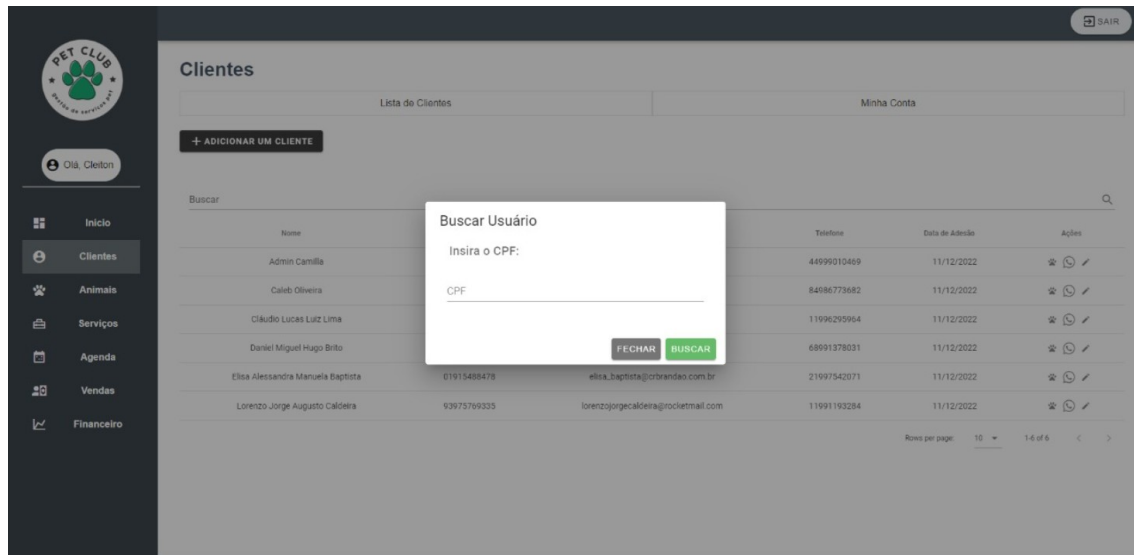 SAIR
PET CLUB
gestão de serviços pet
Olá, Cleiton
Início
Clientes
Animais
Serviços
Agenda
Vendas
Financeiro
Clientes
Lista de Clientes
Minha Conta
+ ADICIONAR UM CLIENTE
Buscar
Nome Telefone Data de Adesão Ações
Admin Camilla 44999010469 11/12/2022
Caleb Oliveira 84986773682 11/12/2022
Cláudio Lucas Luiz Lima 11996295964 11/12/2022
Daniel Miguel Hugo Brito 68991378031 11/12/2022
Elisa Alessandra Manuela Baptista 01915488478 elisa_baptista@crbrandao.com.br 21997542071 11/12/2022
Lorenzo Jorge Augusto Caldeira 93975769335 lorenzojorgecaldeira@rocketmail.com 11991193284 11/12/2022
Rows per page: 10 1-6 of 6
Buscar Usuário
Insira o CPF:
CPF
FECHAR
BUSCAR